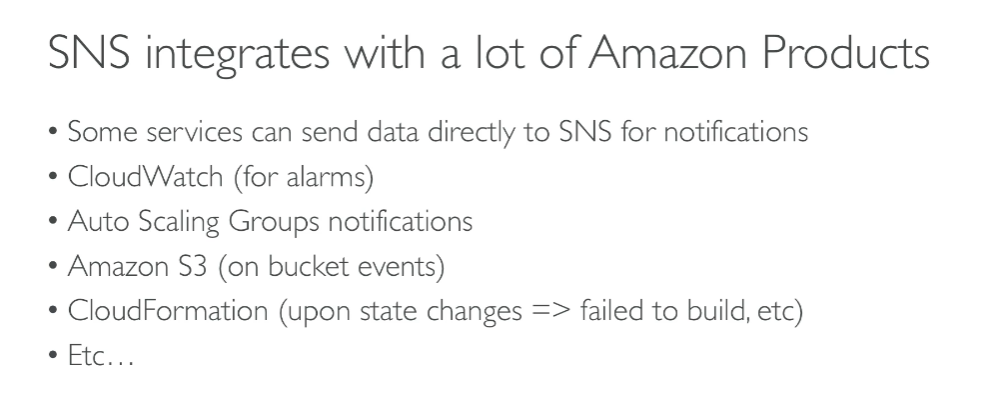 SNS integrates with a lot of Amazon Products
• Some services can send data directly to SNS for notifications
• CloudWatch (for alarms)
• Auto Scaling Groups notifications
• Amazon S3 (on bucket events)
• CloudFormation (upon state changes => failed to build, etc)
• Etc…